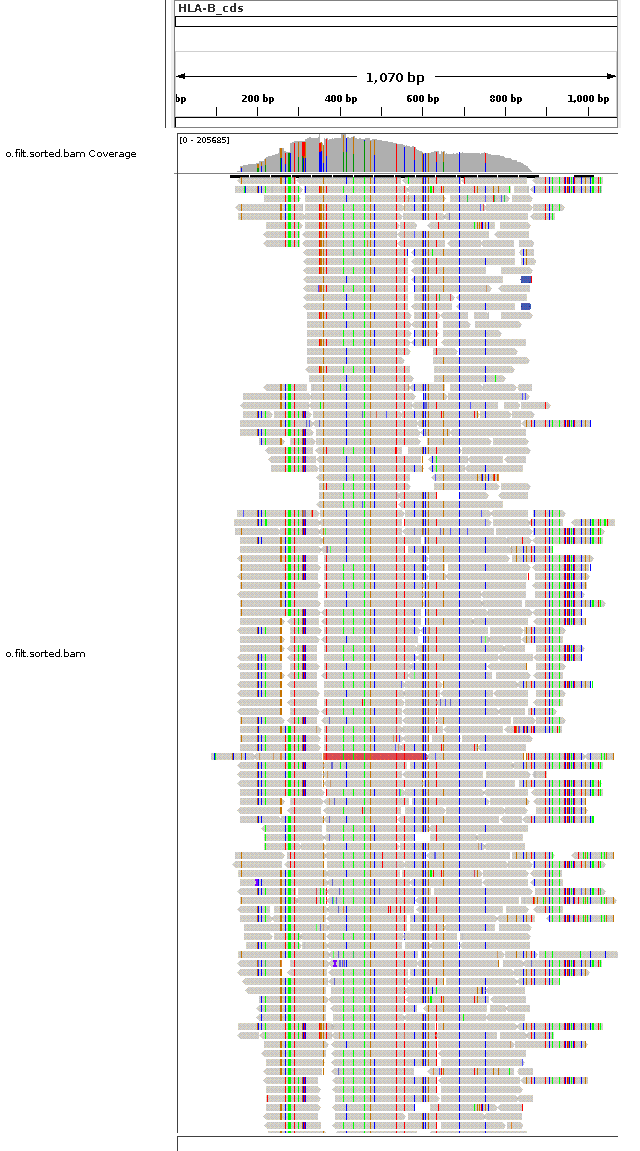 HLA-B_cds
1,070 bp
bp 200 bp 400 bp 600 bp 800 bp 1,000 bp
[0 - 205685]
o.filt.sorted.bam Coverage
o.filt.sorted.bam